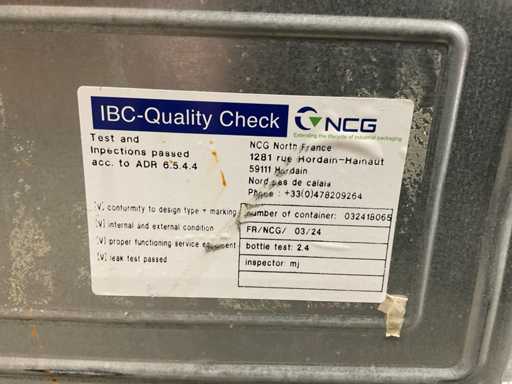 IBC-Quality Check
NCG
Extending the lifecycle of industrial packaging
Test and
Inpections passed
acc. to ADR 6.5.4.4
NCG North France
1281 rue Hordain-Hainaut
59111 Hordain
Nord pas de calais
Phone : +33(0)478209264
[V] conformity to design type + marking
[V] internal and external condition
[V] proper functioning service equipment
[V] leak test passed
number of container: 032418065
FR/NCG/ 03/24
bottle test: 2.4
inspector: mj